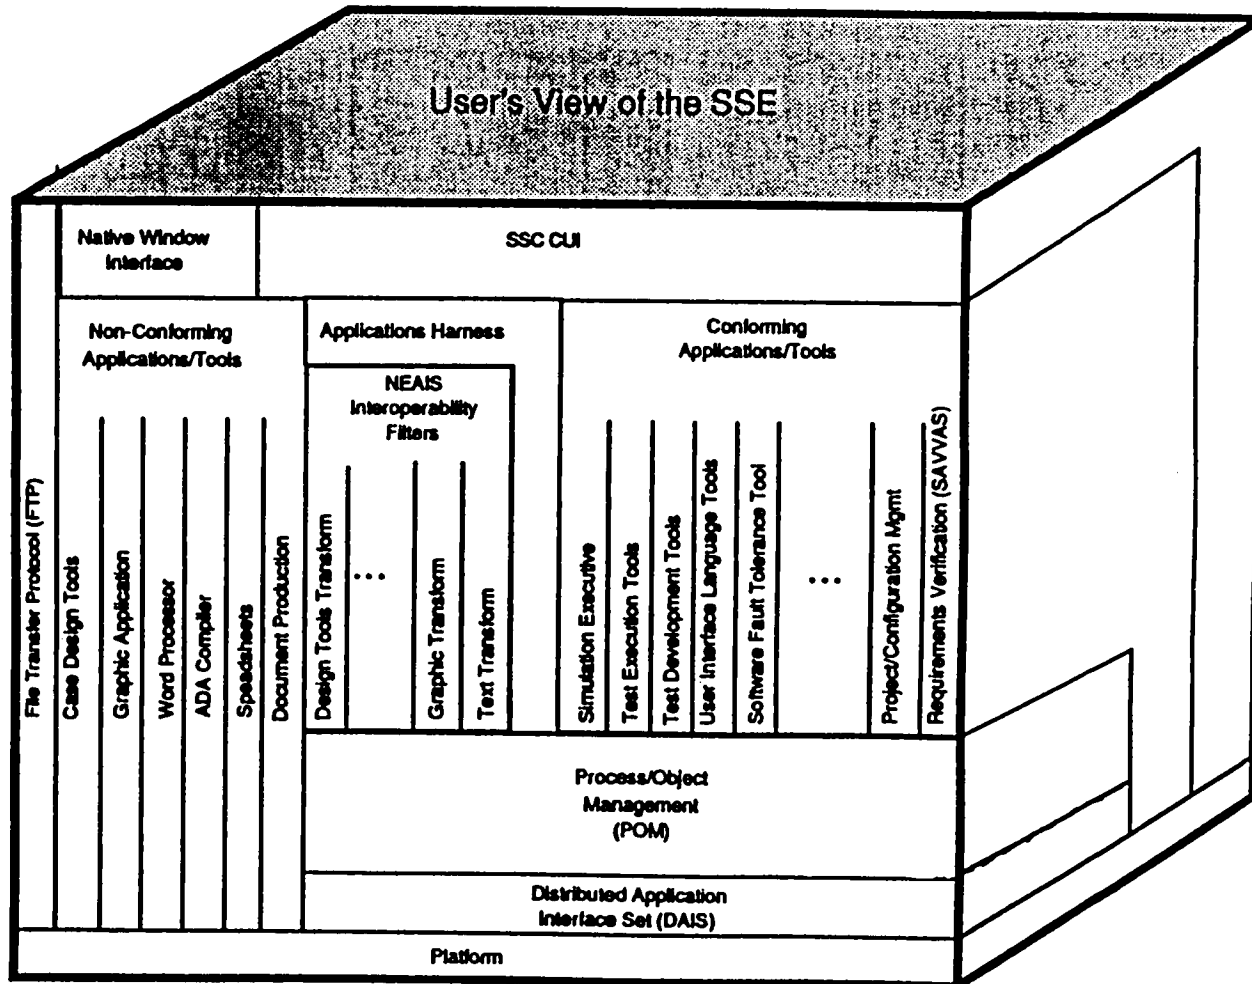 User's View of the SSE
Native Window
Interface
SSC CUI
Non-Conforming
Applications/Tools
Applications Harness
Conforming
Applications/Tools
NEAIS
Interoperability
Filters
File Transfer Protocol (FTP)
Case Design Tools
Graphic Application
Word Processor
ADA Compiler
Speadsheets
Document Production
Design Tools Transform
...
Graphic Transform
Text Transform
Simulation Executive
Test Execution Tools
Test Development Tools
User Interface Language Tools
Software Fault Tolerance Tool
...
Project/Configuration Mgmt
Requirements Verification (SAVVAS)
Process/Object
Management
(POM)
Distributed Application
Interface Set (DAIS)
Platform